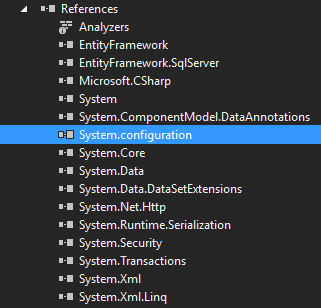 References
Analyzers
EntityFramework
EntityFramework.SqlServer
Microsoft.CSharp
System
System.ComponentModel.DataAnnotations
System.configuration
System.Core
System.Data
System.Data.DataSetExtensions
System.Net.Http
System.Runtime.Serialization
System.Security
System.Transactions
System.Xml
System.Xml.Linq